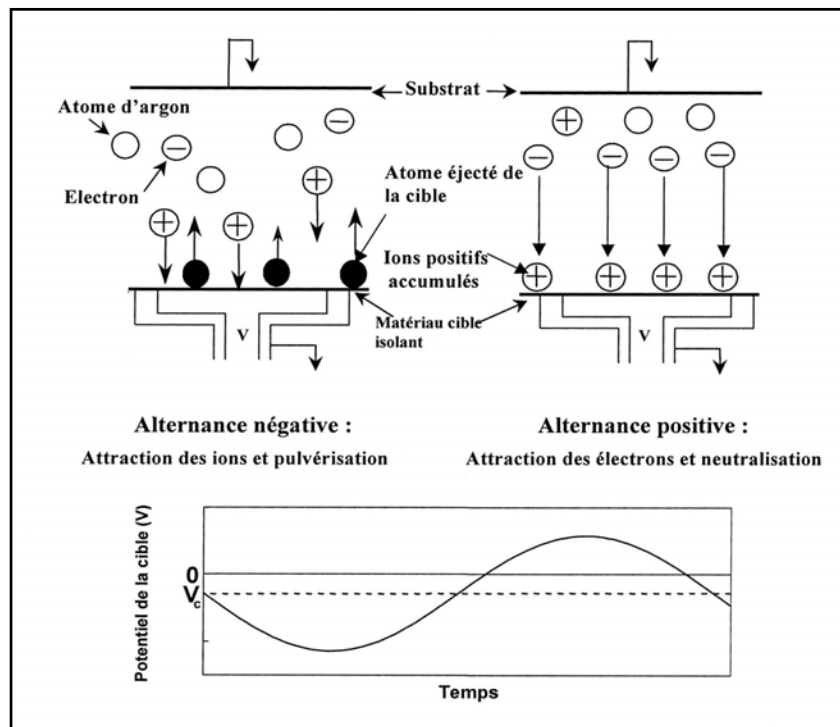 Substrat
Atome d'argon
Electron
Atome éjecté de
la cible
Ions positifs
accumulés
V
Matériau cible
isolant
V
Alternance négative :
Attraction des ions et pulvérisation
Alternance positive :
Attraction des électrons et neutralisation
Potentiel de la cible (V)
0
Vc
Temps